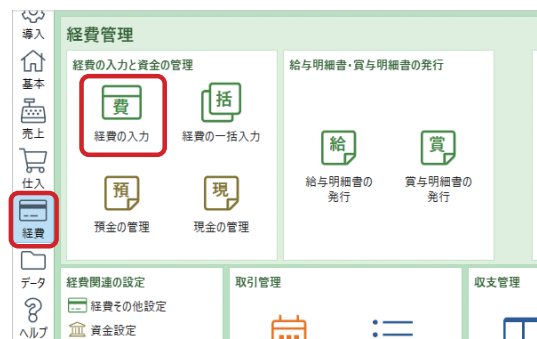 導入
基本
売上
仕入
経費
データ
ヘルプ
経費管理
経費の入力と資金の管理
費
経費の入力
括
経費の一括入力
預
預金の管理
現
現金の管理
給与明細書・賞与明細書の発行
給
給与明細書の
発行
賞
賞与明細書の
発行
経費関連の設定
経費その他設定
資金設定
取引管理
収支管理